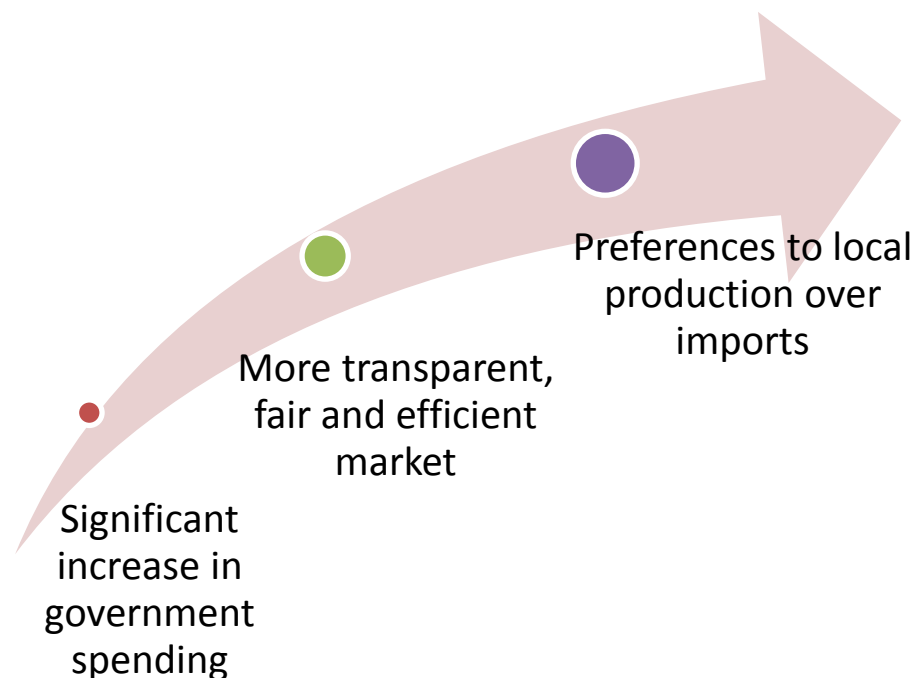 Significant
increase in
government
spending
More transparent,
fair and efficient
market
Preferences to local
production over
imports